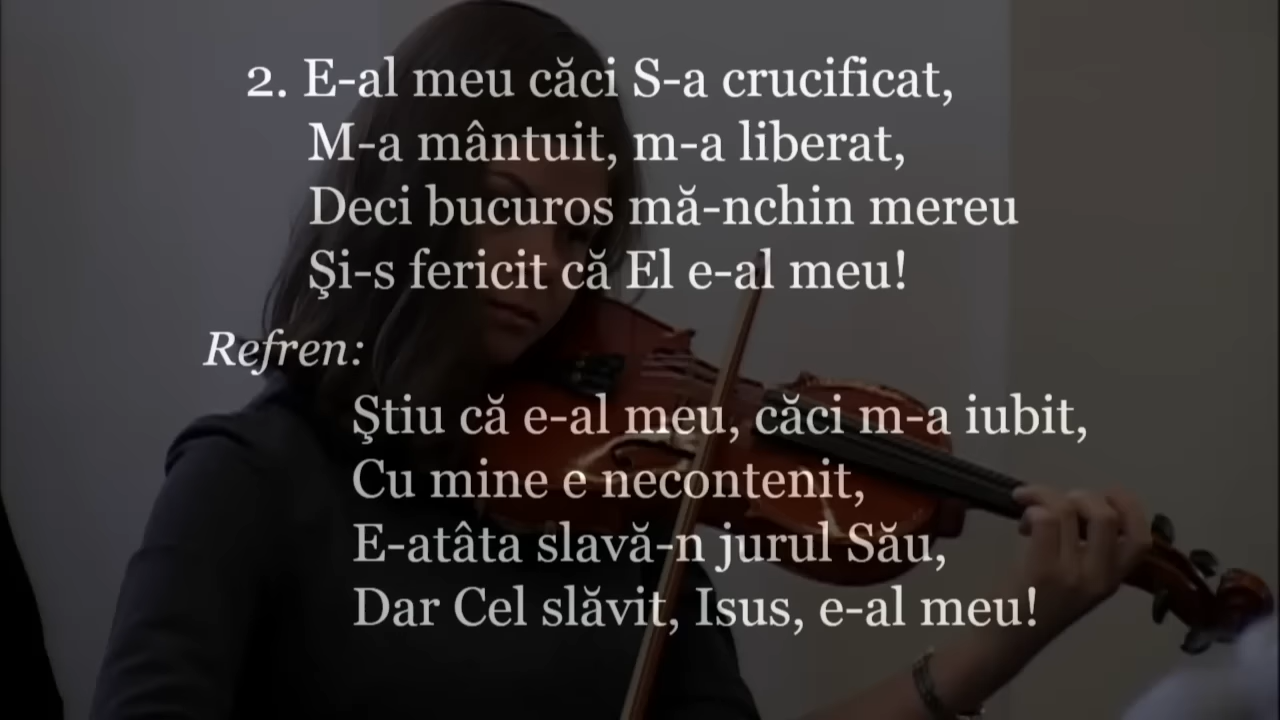 2. E-al meu căci S-a crucificat,
M-a mântuit, m-a liberat,
Deci bucuros mă-nchin mereu
Şi-s fericit că El e-al meu!
Refren:
Ştiu că e-al meu, căci m-a iubit,
Cu mine e necontenit,
E-atâta slavă-n jurul Său,
Dar Cel slăvit, Isus, e-al meu!